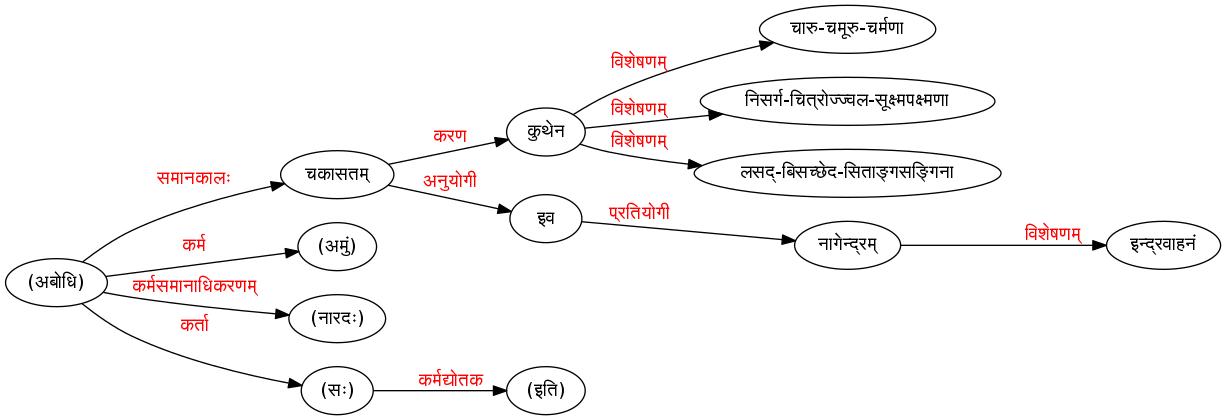 चारु-चमूरु-चर्मणा
विशेषणम्
निसर्ग-चित्रोज्ज्वल-सूक्ष्मपक्ष्मणा
विशेषणम्
कुथेन
करण
विशेषणम्
लसद्-बिसच्छेद-सिताङ्गसङ्गिना
चकासतम्
समानकालः
अनुयोगी
इव
प्रतियोगी
नागेन्द्रम्
विशेषणम्
इन्द्रवाहनं
कर्म
(अमुं)
(अबोधि)
कर्मसमानाधिकरणम्
(नारदः)
कर्ता
(सः)
कर्मद्योतक
(इति)